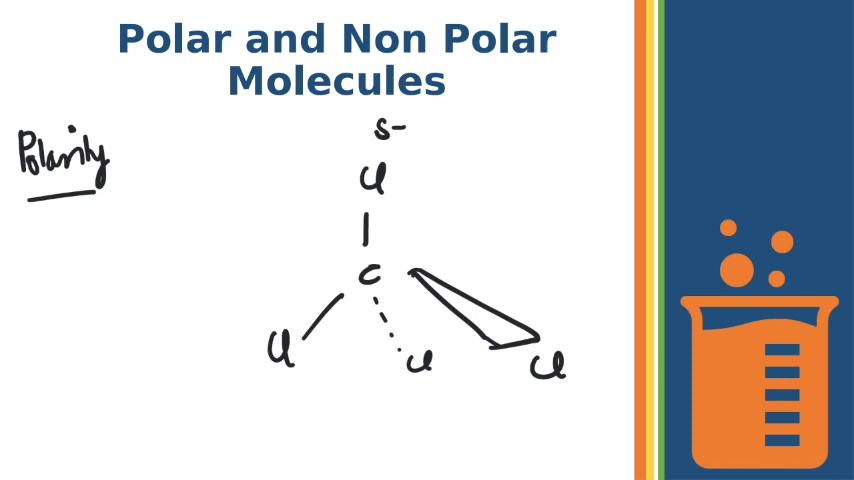 Polar and Non Polar
Molecules
Polarity
δ-
Cl
C
Cl
Cl
Cl